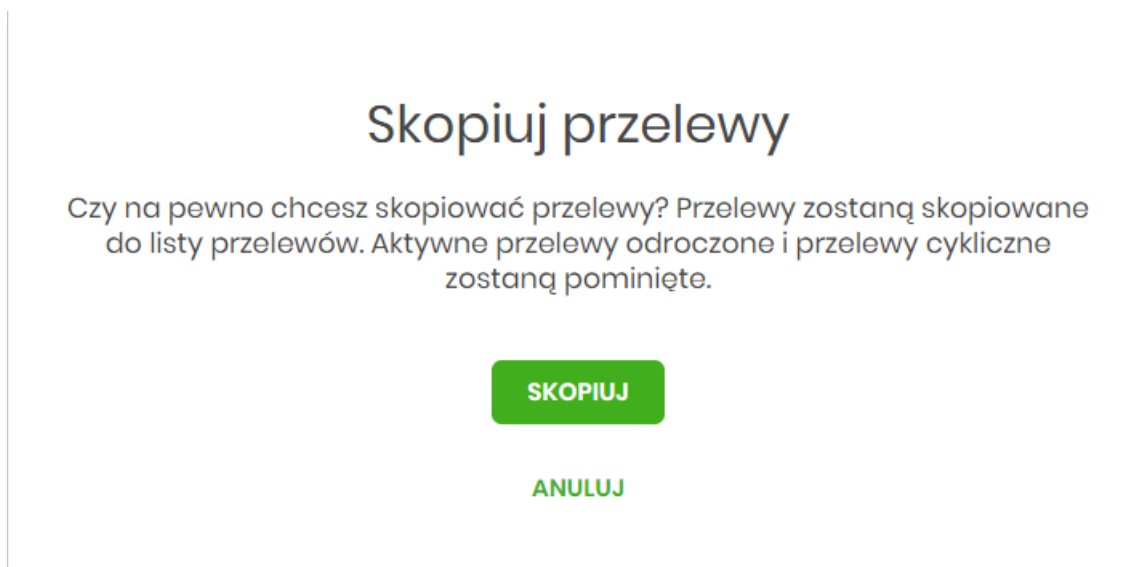 Skopiuj przelewy
Czy na pewno chcesz skopiować przelewy? Przelewy zostaną skopiowane
do listy przelewów. Aktywne przelewy odroczone i przelewy cykliczne
zostaną pominięte.
SKOPIUJ
ANULUJ